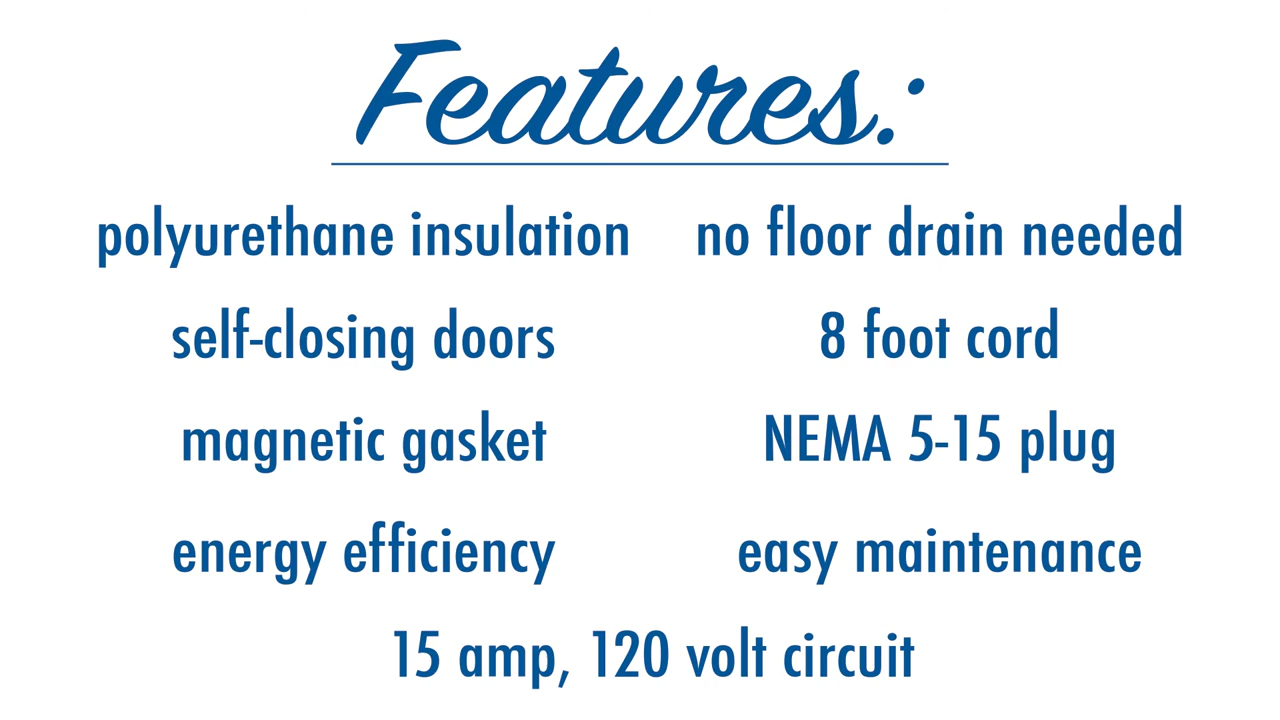 Features:
polyurethane insulation
no floor drain needed
self-closing doors
8 foot cord
magnetic gasket
NEMA 5-15 plug
energy efficiency
easy maintenance
15 amp, 120 volt circuit